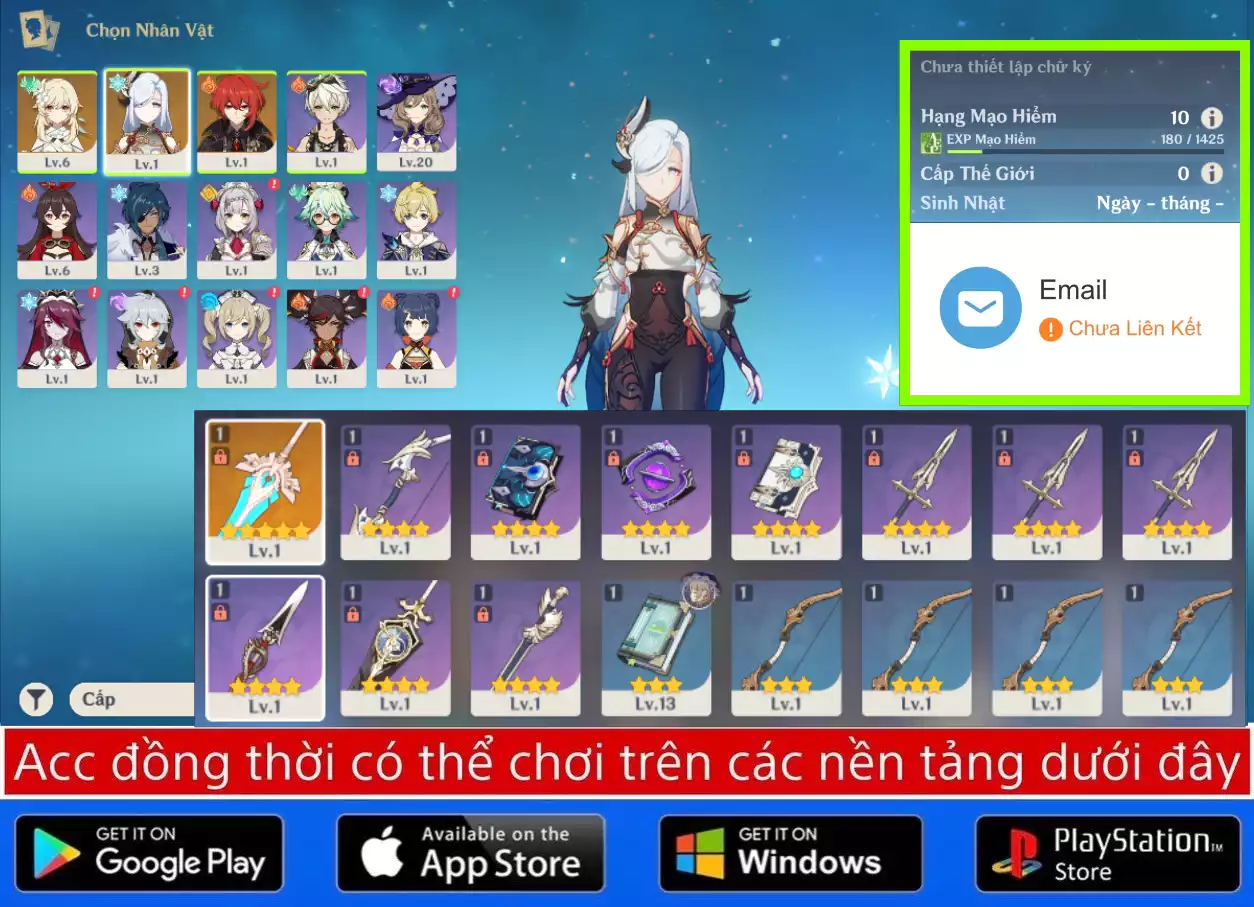 Chọn Nhân Vật
Lv.6
Lv.1
Lv.1
Lv.1
Lv.20
Lv.6
Lv.3
Lv.1
Lv.1
Lv.1
Lv.1
Lv.1
Lv.1
Lv.1
Lv.1
Chưa thiết lập chữ ký
Hạng Mạo Hiểm 10
EXP Mạo Hiểm 180 / 1425
Cấp Thế Giới 0
Sinh Nhật Ngày - tháng -
Email
Chưa Liên Kết
1 1 1 1 1 1 1 1
Lv.1 Lv.1 Lv.1 Lv.1 Lv.1 Lv.1 Lv.1 Lv.1
1 1 1 1 1 1 1 1
Lv.1 Lv.1 Lv.1 Lv.13 Lv.1 Lv.1 Lv.1 Lv.1
Cấp
Acc đồng thời có thể chơi trên các nền tảng dưới đây
GET IT ON
Google Play
Available on the
App Store
GET IT ON
Windows
PlayStation TM
Store